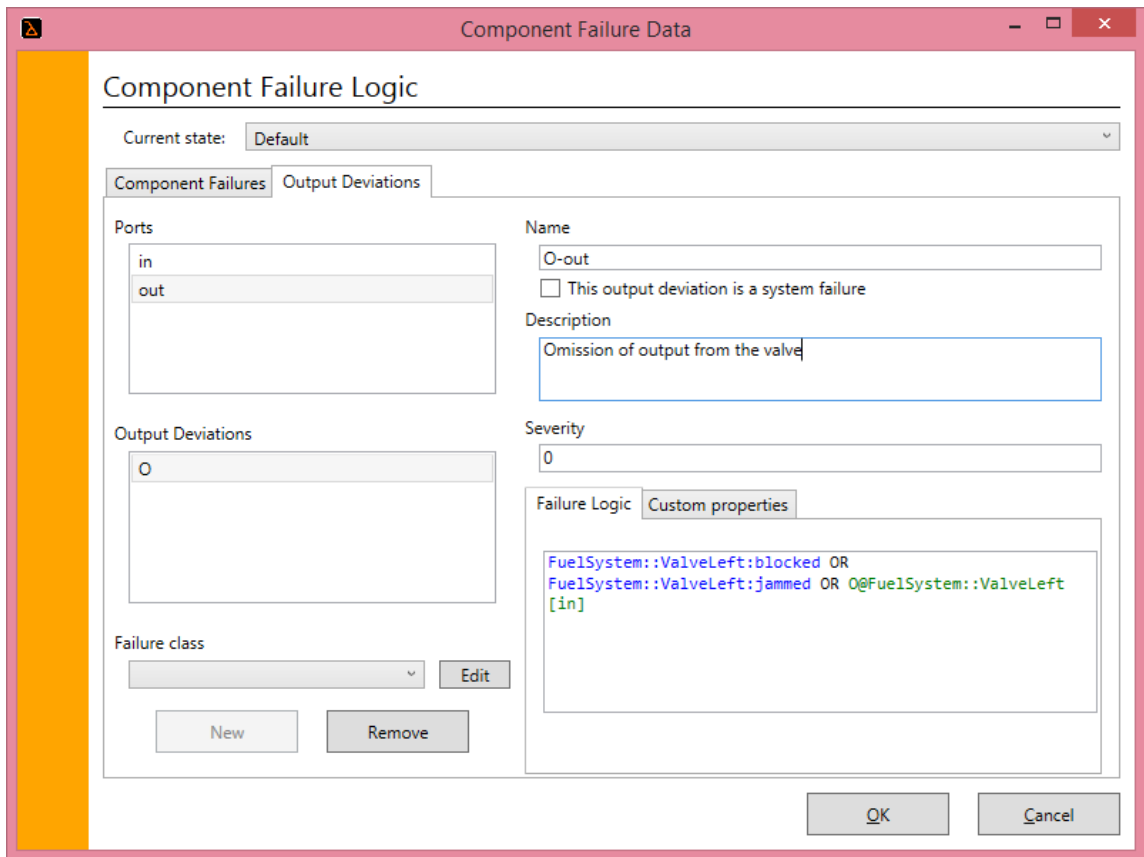 Component Failure Data
Component Failure Logic
Current state:
Default
Component Failures
Output Deviations
Ports
in
out
Output Deviations
O
Failure class
Edit
New
Remove
Name
O-out
This output deviation is a system failure
Description
Omission of output from the valve
Severity
0
Failure Logic
Custom properties
FuelSystem::ValveLeft:blocked OR
FuelSystem::ValveLeft:jammed OR O@FuelSystem::ValveLeft
[in]
OK
Cancel